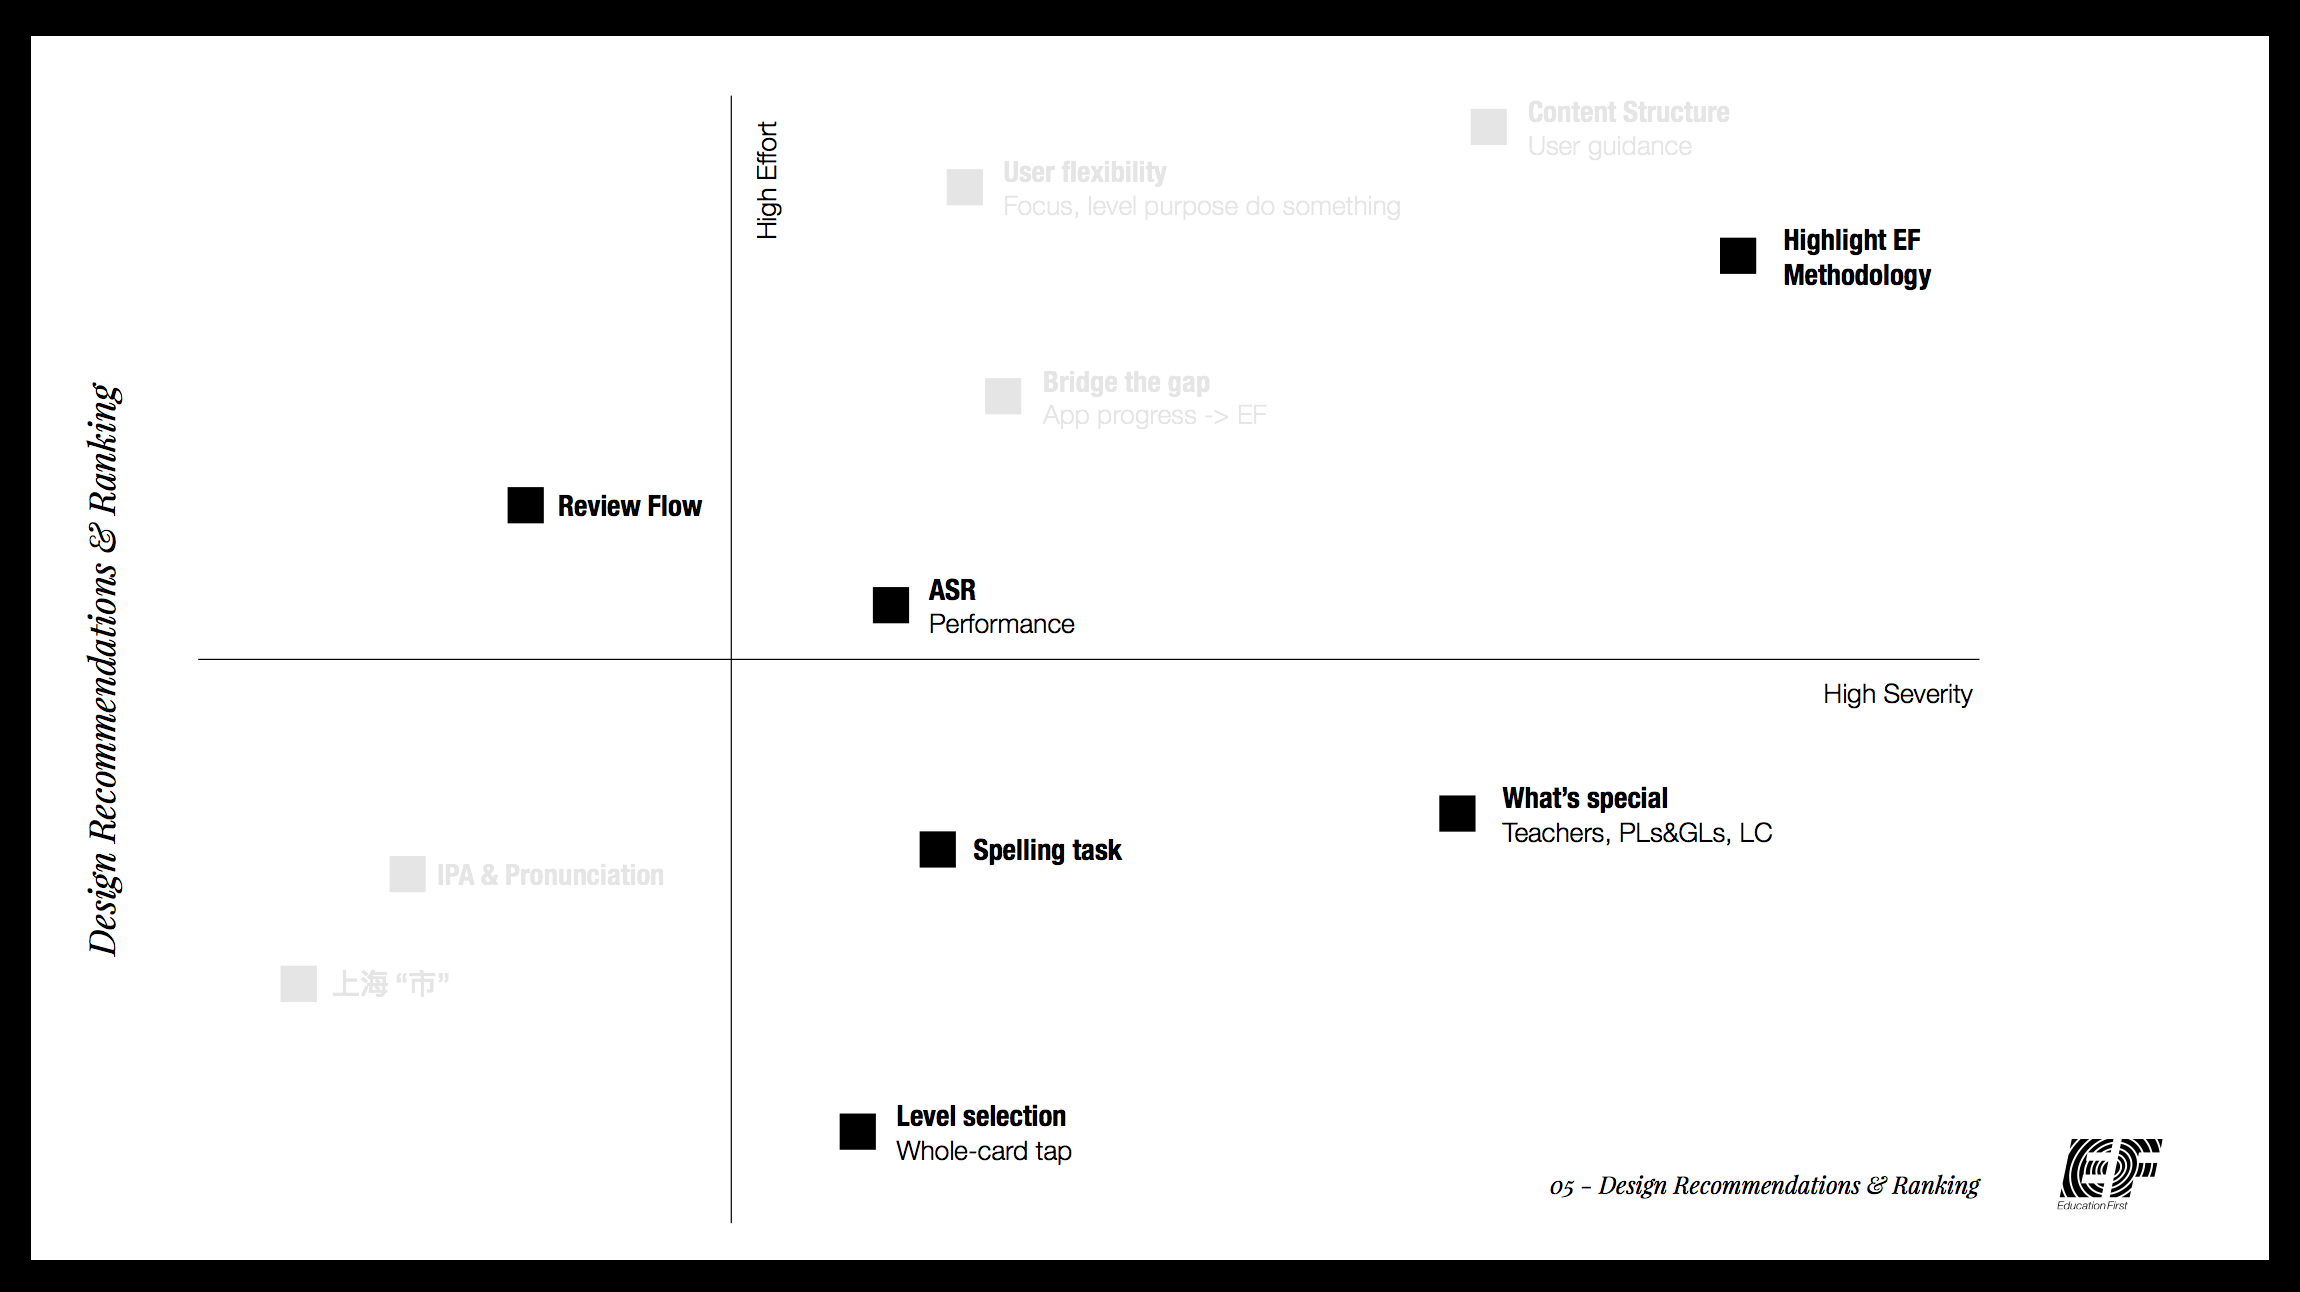 Design Recommendations & Ranking
High Effort
Content Structure
User guidance
User flexibility
Focus, level purpose do something
Highlight EF
Methodology
Bridge the gap
App progress -> EF
Review Flow
ASR
Performance
High Severity
What’s special
Teachers, PLs&GLs, LC
Spelling task
IPA & Pronunciation
上海 “市”
Level selection
Whole-card tap
05 – Design Recommendations & Ranking
EF
Education First